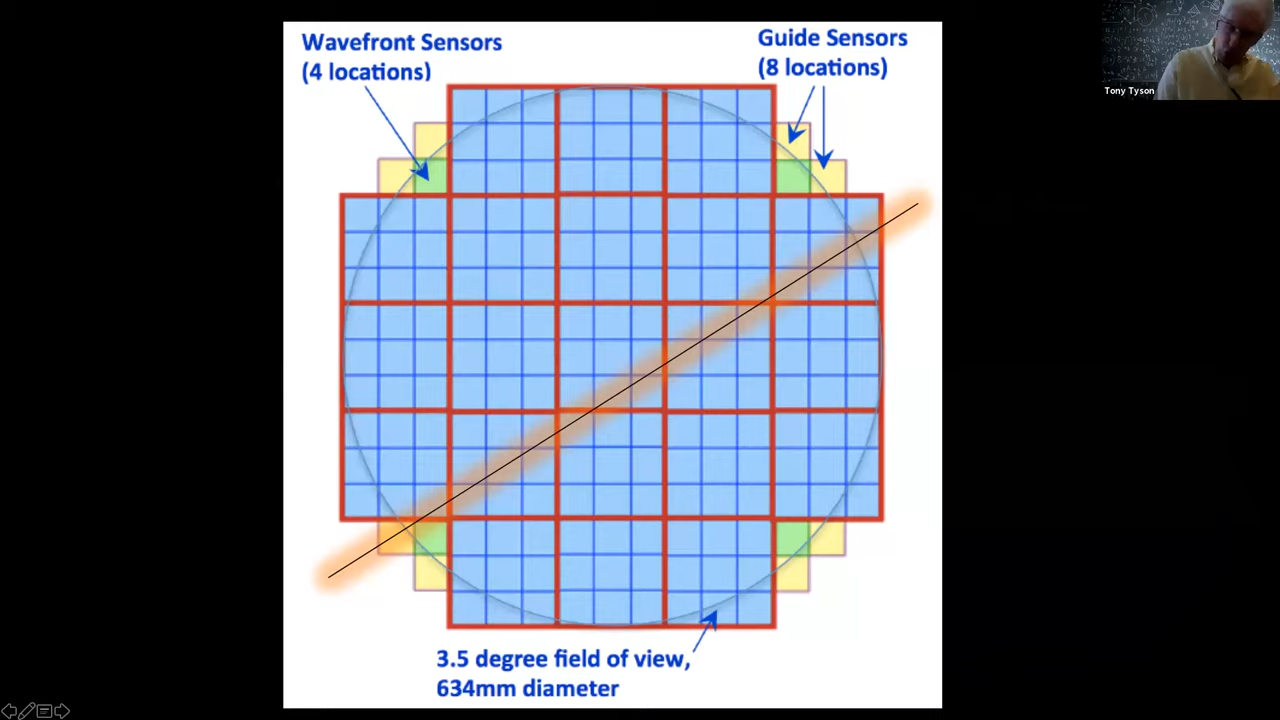 Wavefront Sensors
(4 locations)
Guide Sensors
(8 locations)
Tony Tyson
3.5 degree field of view,
634mm diameter